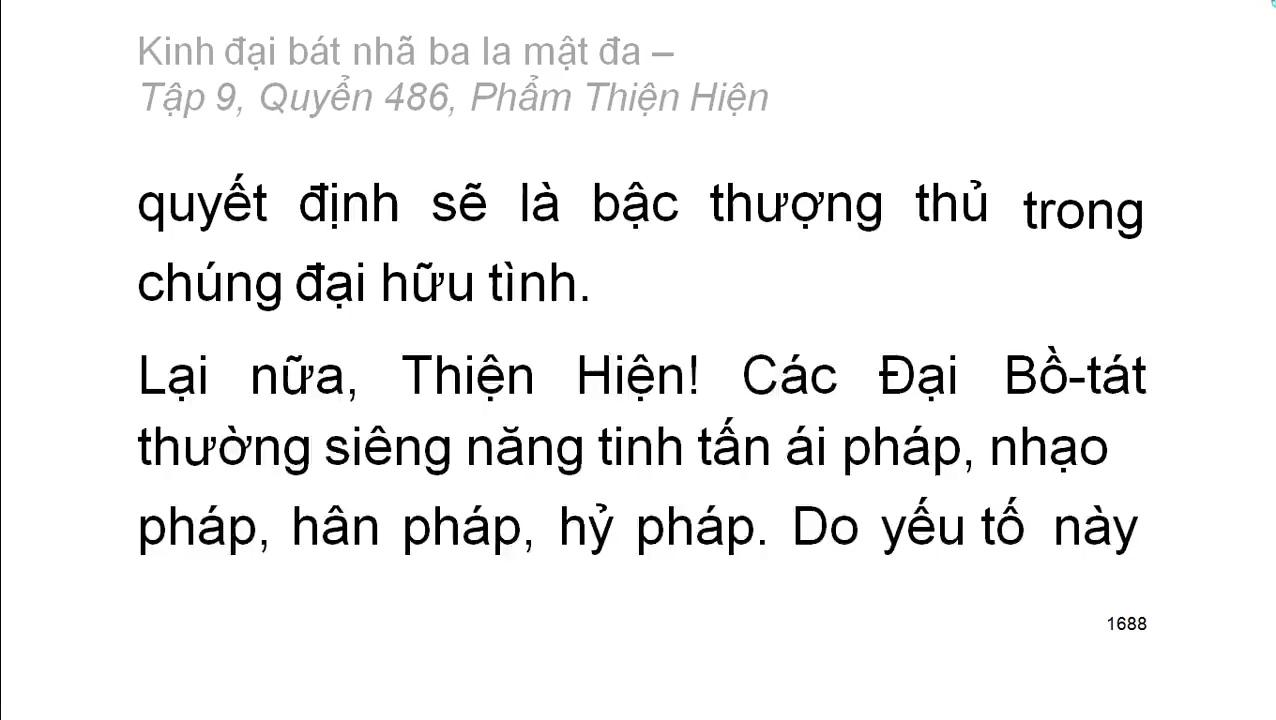 Kinh đại bát nhã ba la mật đa –
Tập 9, Quyển 486, Phẩm Thiện Hiện
quyết định sẽ là bậc thượng thủ trong
chúng đại hữu tình.
Lại nữa, Thiện Hiện! Các Đại Bồ-tát
thường siêng năng tinh tấn ái pháp, nhạo
pháp, hân pháp, hỷ pháp. Do yếu tố này
1688